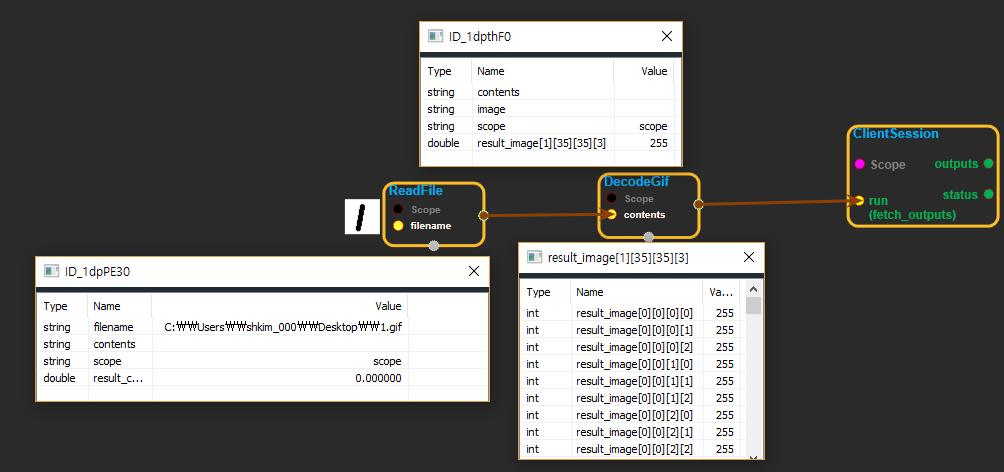 ID_1dpthF0
Type Name Value
string contents
string image
string scope scope
double result_image[1][35][35][3] 255
ClientSession
Scope outputs
status
run
(fetch_outputs)
ReadFile
Scope
filename
DecodeGif
Scope
contents
ID_1dpPE30
Type Name Value
string filename C:₩₩Users₩₩shkim_000₩₩Desktop₩₩1.gif
string contents
string scope scope
double result_c... 0.000000
result_image[1][35][35][3]
Type Name Va...
int result_image[0][0][0][0] 255
int result_image[0][0][0][1] 255
int result_image[0][0][0][2] 255
int result_image[0][0][1][0] 255
int result_image[0][0][1][1] 255
int result_image[0][0][1][2] 255
int result_image[0][0][2][0] 255
int result_image[0][0][2][1] 255
int result_image[0][0][2][2] 255